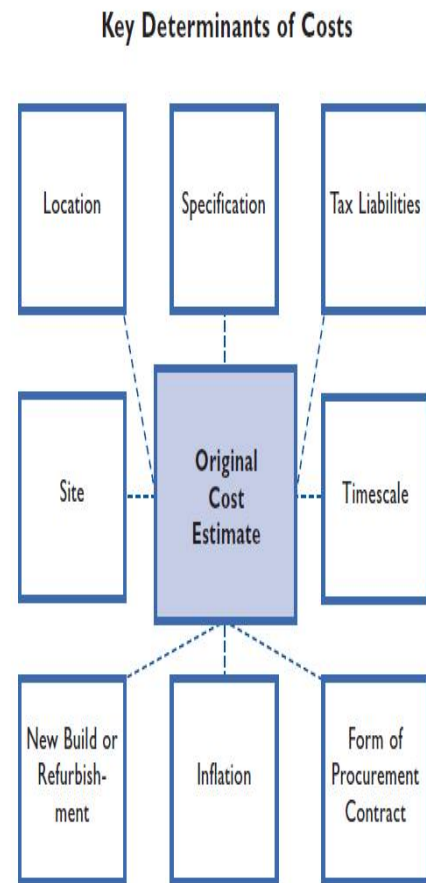 Key Determinants of Costs
Location
Specification
Tax Liabilities
Site
Original
Cost
Estimate
Timescale
New Build or
Refurbish-
ment
Inflation
Form of
Procurement
Contract